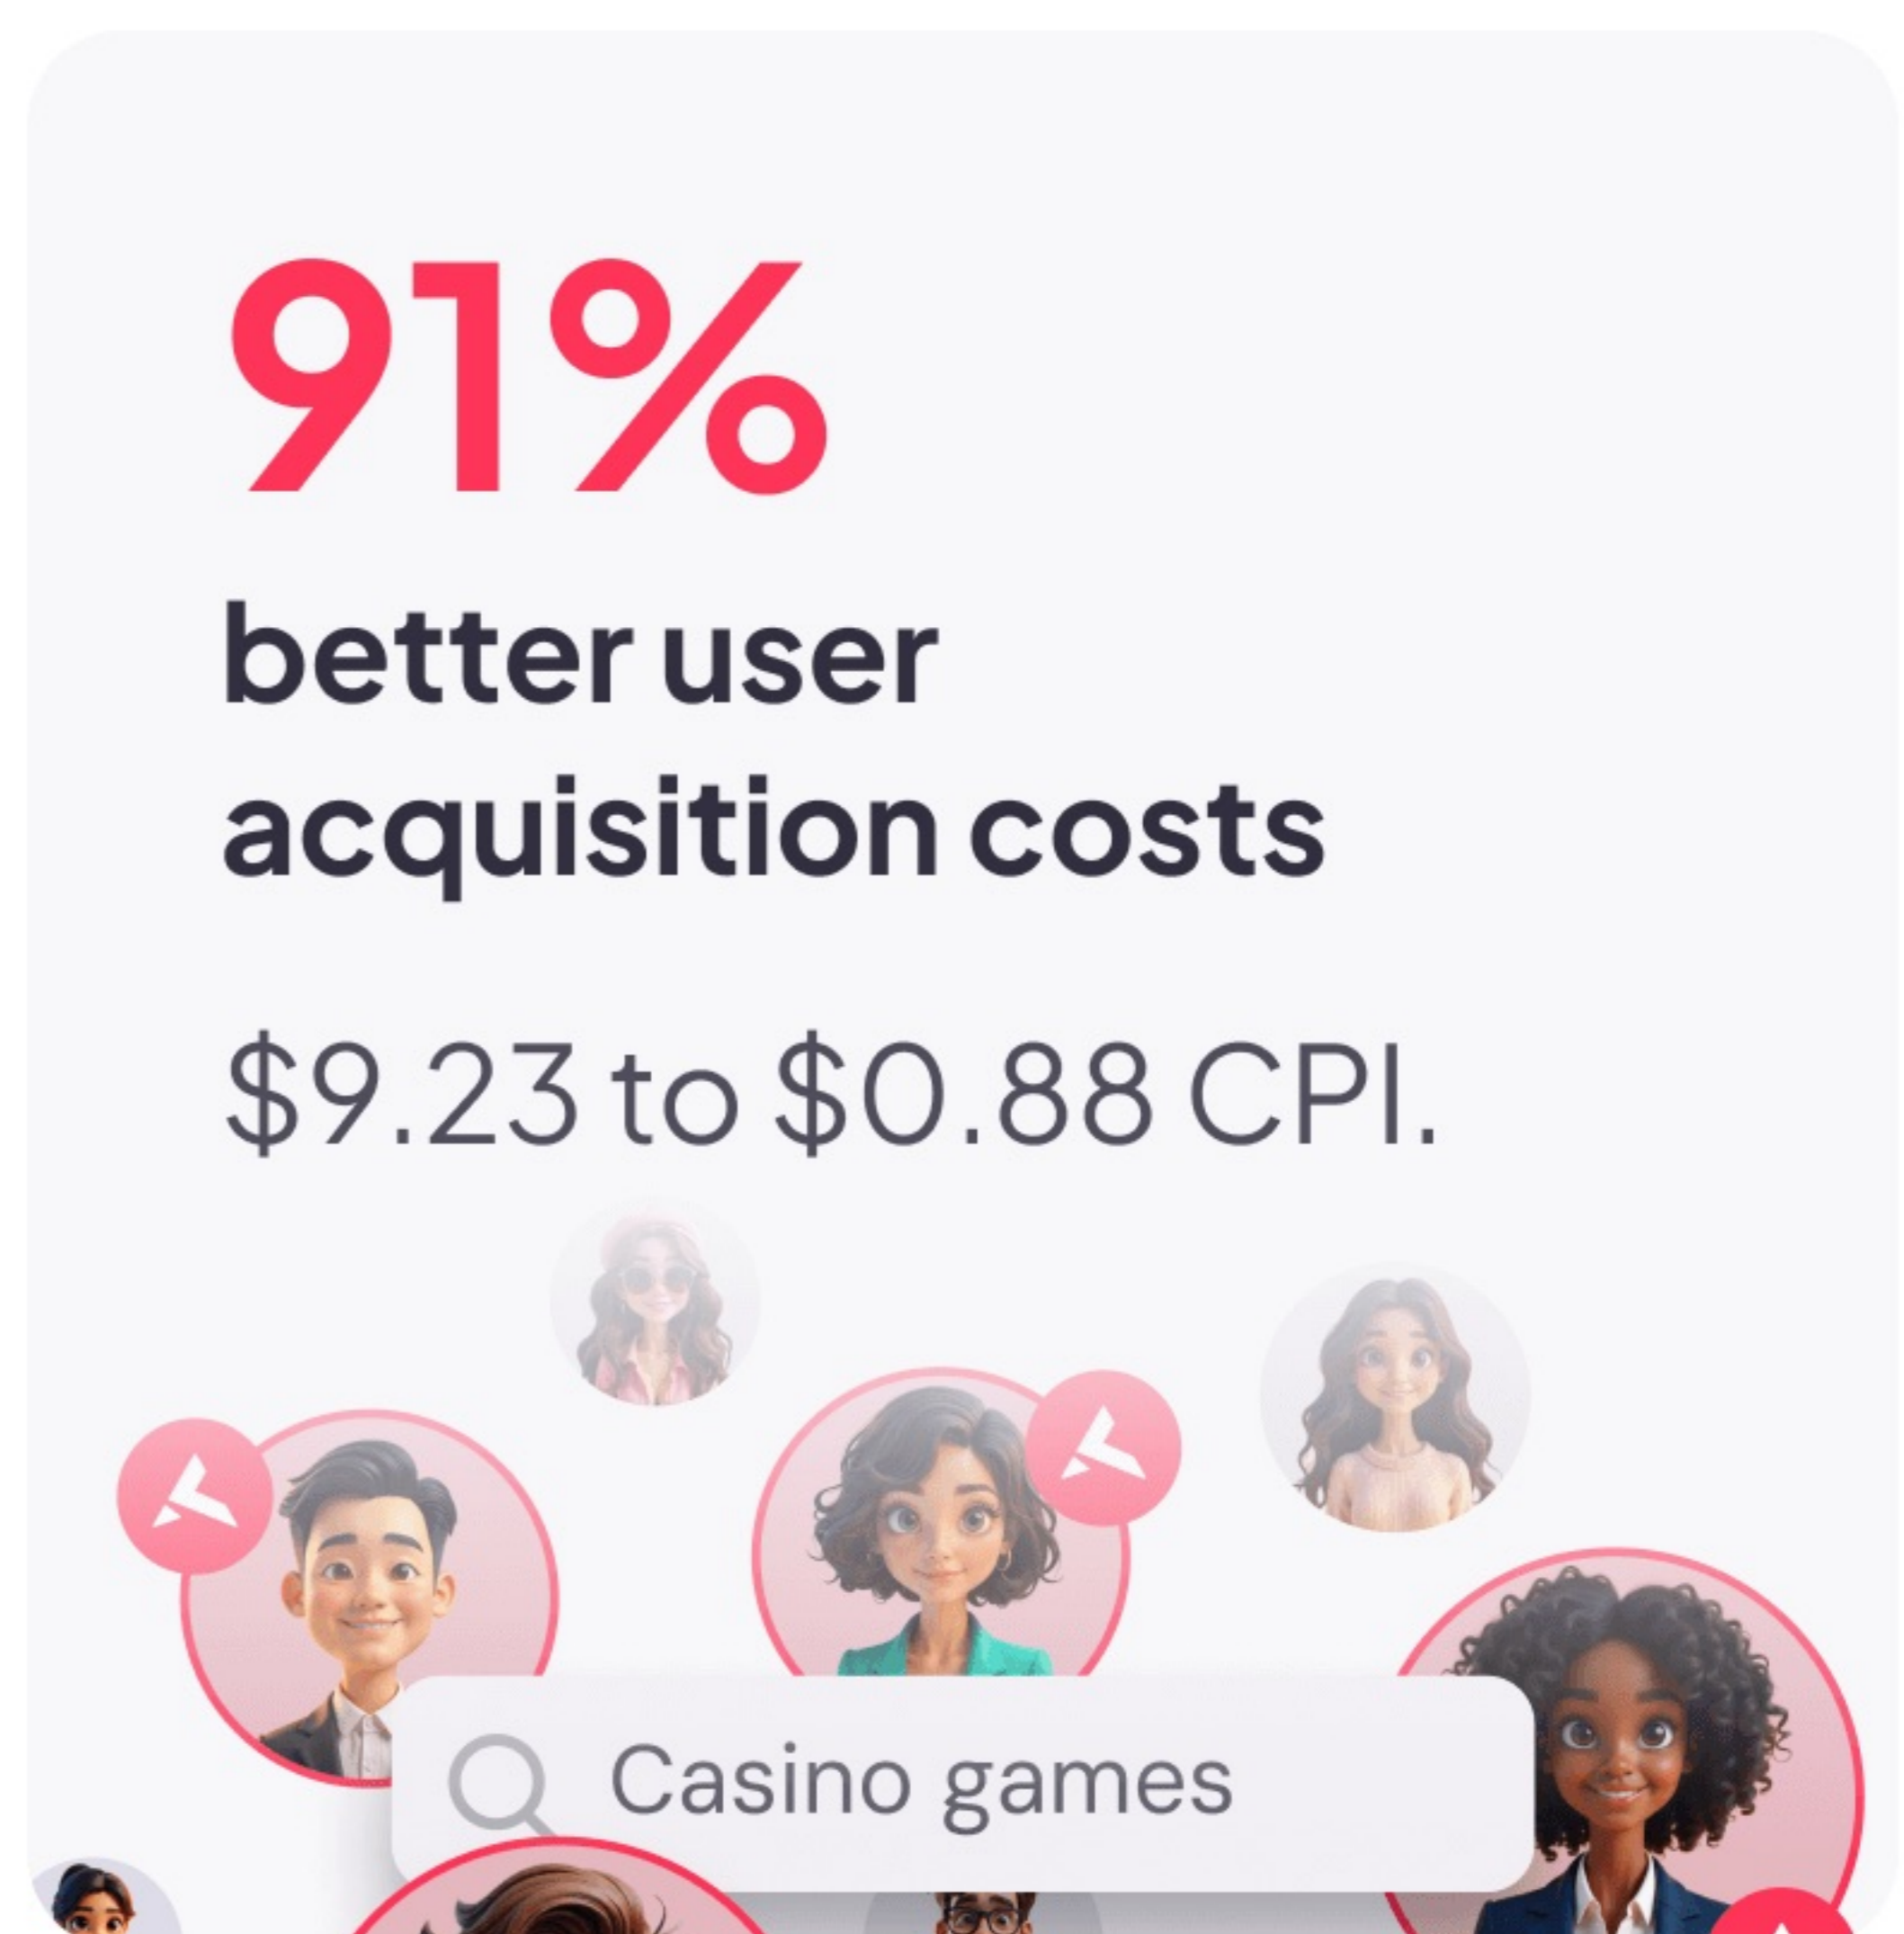 91%
better user
acquisition costs
$9.23 to $0.88 CPI.
Casino games